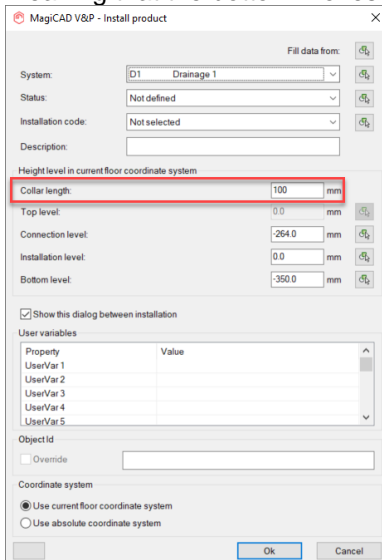 MagiCAD V&P - Install product
Fill data from:
System: D1 Drainage 1
Status: Not defined
Installation code: Not selected
Description:
Height level in current floor coordinate system
Collar length: 100 mm
Top level: 0.0 mm
Connection level: -264.0 mm
Installation level: 0.0 mm
Bottom level: -350.0 mm
Show this dialog between installation
User variables
Property Value
UserVar 1
UserVar 2
UserVar 3
UserVar 4
UserVar 5
Object Id
Override
Coordinate system
Use current floor coordinate system
Use absolute coordinate system
Ok Cancel